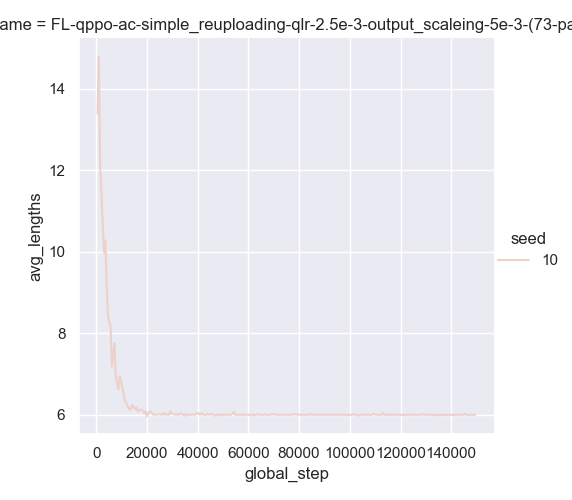 ame = FL-qppo-ac-simple_reuploading-qlr-2.5e-3-output_scaleing-5e-3-(73-pa
14
12
10
8
6
avg_lengths
0 20000 40000 60000 80000 100000 120000 140000
global_step
seed
10